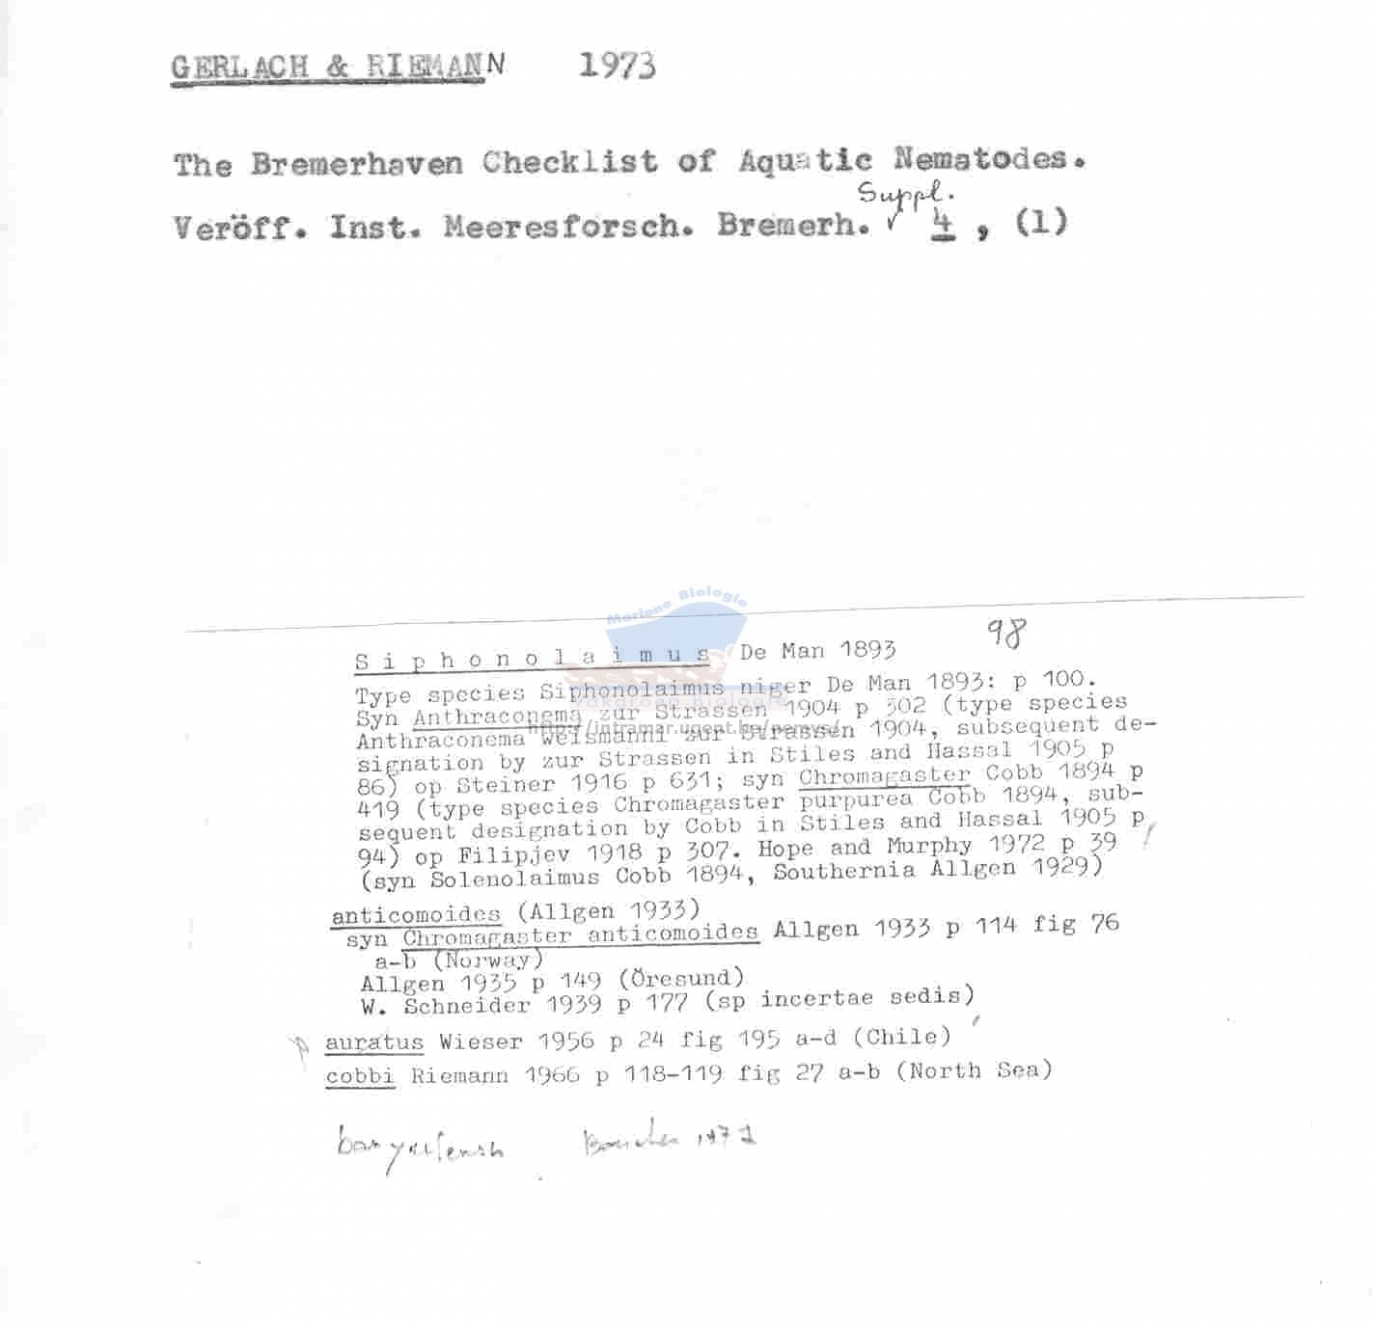 GERLACH & RIEMANN 1973
The Bremerhaven Checklist of Aquatic Nematodes.
Suppl.
Veröff. Inst. Meeresforsch. Bremerh. 4 , (1)
Mariene Biologie
98
Siphonolaimus De Man 1893
Type species Siphonolaimus niger De Man 1893: p 100.
Vakgroep Biologie
Syn Anthraconema zur Strassen 1904 p 302 (type species
http://intramar.ugent.be/nemys/
Anthraconema weismanni zur Strassen 1904, subsequent de-
signation by zur Strassen in Stiles and Hassal 1905 p
86) op Steiner 1916 p 631; syn Chromagaster Cobb 1894 p
419 (type species Chromagaster purpurea Cobb 1894, sub-
sequent designation by Cobb in Stiles and Hassal 1905 p
94) op Filipjev 1918 p 307. Hope and Murphy 1972 p 39
(syn Solenolaimus Cobb 1894, Southernia Allgen 1929)
anticomoides (Allgen 1933)
syn Chromagaster anticomoides Allgen 1933 p 114 fig 76
a-b (Norway)
Allgen 1935 p 149 (Öresund)
W. Schneider 1939 p 177 (sp incertae sedis)
auratus Wieser 1956 p 24 fig 195 a-d (Chile)
cobbi Riemann 1966 p 118-119 fig 27 a-b (North Sea)